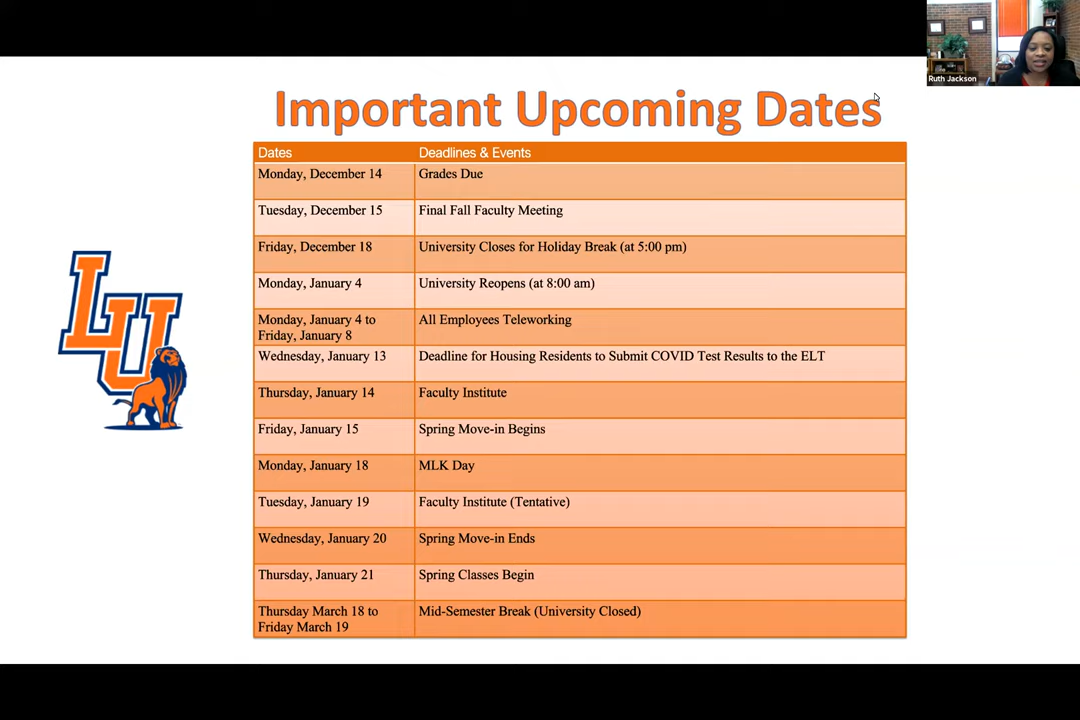 Ruth Jackson
Important Upcoming Dates
Dates Deadlines & Events
Monday, December 14 Grades Due
Tuesday, December 15 Final Fall Faculty Meeting
Friday, December 18 University Closes for Holiday Break (at 5:00 pm)
Monday, January 4 University Reopens (at 8:00 am)
Monday, January 4 to All Employees Teleworking
Friday, January 8
Wednesday, January 13 Deadline for Housing Residents to Submit COVID Test Results to the ELT
Thursday, January 14 Faculty Institute
Friday, January 15 Spring Move-in Begins
Monday, January 18 MLK Day
Tuesday, January 19 Faculty Institute (Tentative)
Wednesday, January 20 Spring Move-in Ends
Thursday, January 21 Spring Classes Begin
Thursday March 18 to Mid-Semester Break (University Closed)
Friday March 19
LU